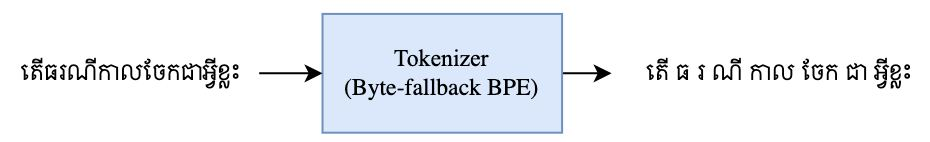 តើធរណីកាលចែកជាអ្វីខ្លះ
Tokenizer
(Byte-fallback BPE)
តើ ធ រ ណី កាល ចែក ជា អ្វីខ្លះ